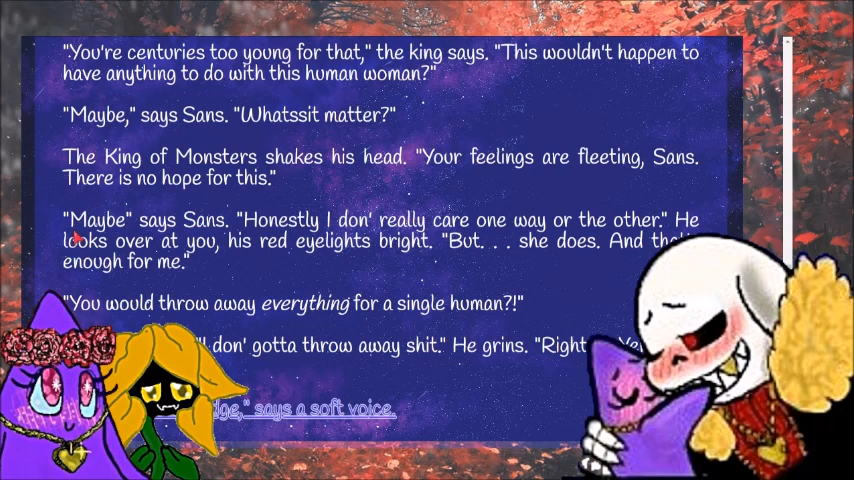 "You're centuries too young for that," the king says. "This wouldn't happen to
have anything to do with this human woman?"
"Maybe," says Sans. "Whatssit matter?"
The King of Monsters shakes his head. "Your feelings are fleeting, Sans.
There is no hope for this."
"Maybe" says Sans. "Honestly I don' really care one way or the other." He
looks over at you, his red eyelights bright. "But. . . she does. And
enough for me."
"You would throw away everything for a single human?!"
"I don' gotta throw away shit." He grins. "Right
says a soft voice.